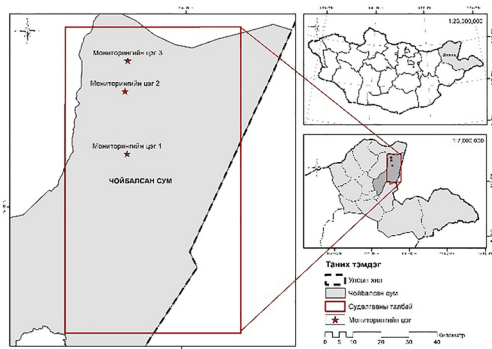 Мониторингийн цэг 3
Мониторингийн цэг 2
Мониторингийн цэг 1
ЧОЙБАЛСАН СУМ
1:25,000,000
1:7,000,000
Таних тэмдэг
Улсын хил
Чойбалсан сум
Судалгааны талбай
Мониторингийн цэг
Километр
0 5 10 20 30 40